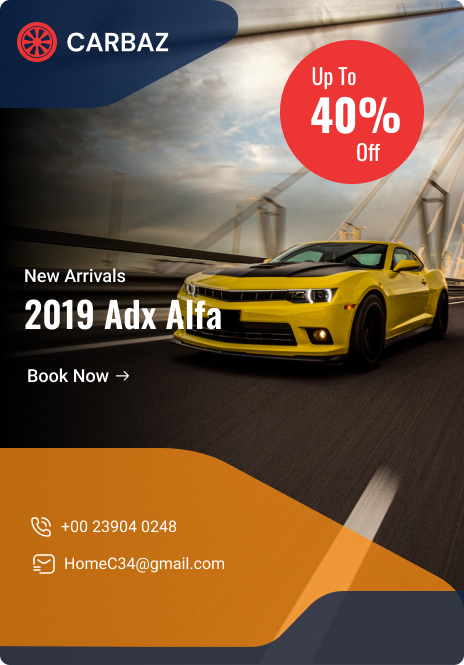 CARBAZ
Up To
40%
Off
New Arrivals
2019 Adx Alfa
Book Now →
+00 23904 0248
HomeC34@gmail.com